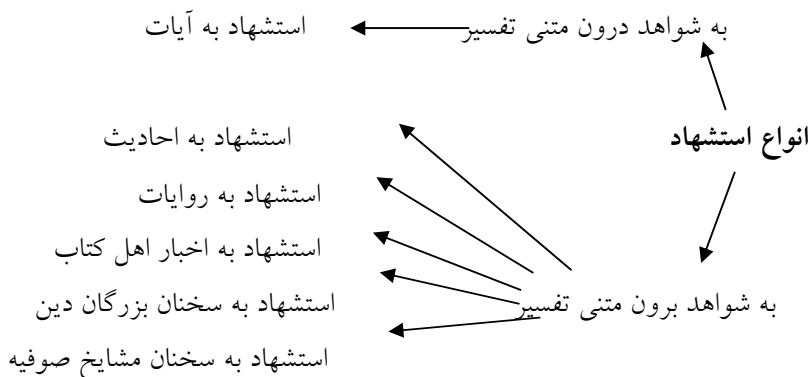 به شواهد درون متنی تفسیر استشهاد به آیات
انواع استشهاد استشهاد به احادیث
استشهاد به روایات
استشهاد به اخبار اهل کتاب
به شواهد برون متنی تفسیر استشهاد به سخنان بزرگان دین
استشهاد به سخنان مشایخ صوفیه